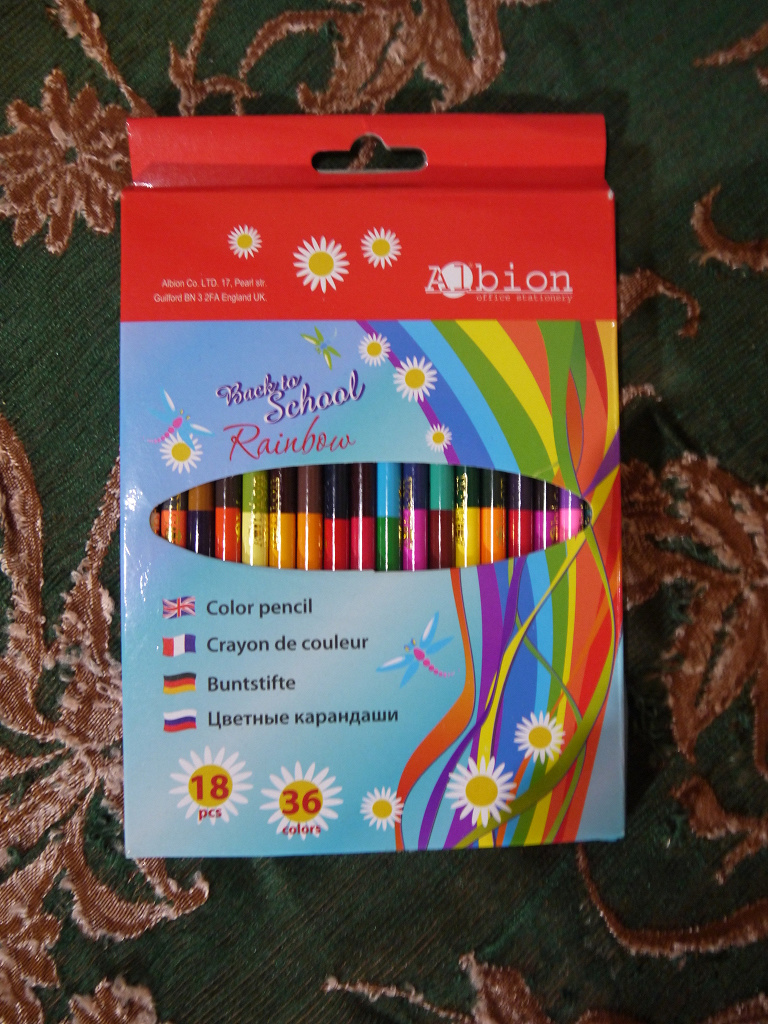 Albion Co. LTD. 17, Pearl str.
Guilford BN 3 2FA England UK.
Albion
office stationery
Back to
School
Rainbow
Color pencil
Crayon de couleur
Buntstifte
Цветные карандаши
18
pcs
36
colors